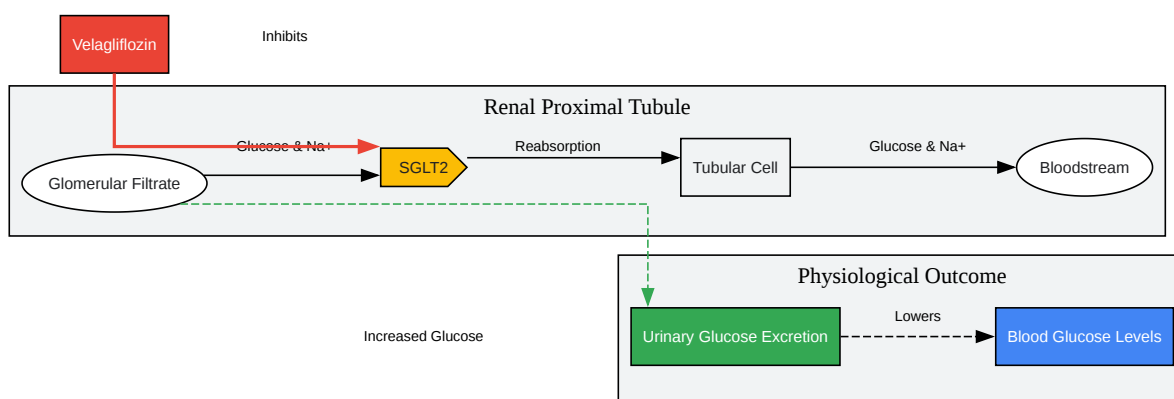 Velagliflozin
Inhibits
Renal Proximal Tubule
Glucose & Na+
Reabsorption
Glucose & Na+
SGLT2
Tubular Cell
Bloodstream
Glomerular Filtrate
Physiological Outcome
Increased Glucose
Urinary Glucose Excretion
Lowers
Blood Glucose Levels